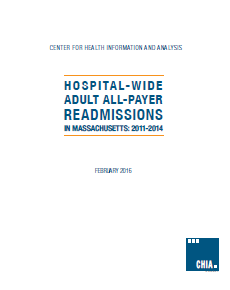 CENTER FOR HEALTH INFORMATION AND ANALYSIS
HOSPITAL-WIDE
ADULT ALL-PAYER
READMISSIONS
IN MASSACHUSETTS: 2011-2014
FEBRUARY 2016
CHIA